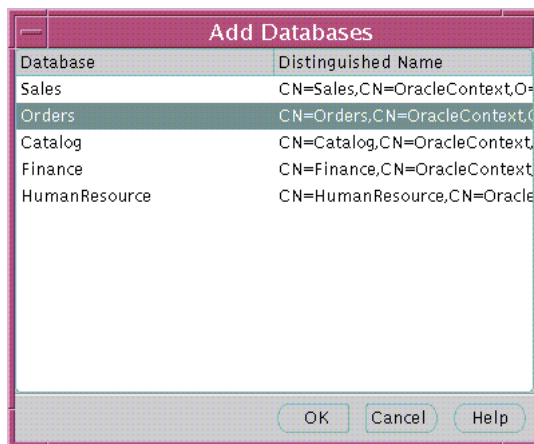 Add Databases
Database Distinguished Name
Sales CN=Sales,CN=OracleContext,O=
Orders CN=Orders,CN=OracleContext,
Catalog CN=Catalog,CN=OracleContext,
Finance CN=Finance,CN=OracleContext,
HumanResource CN=HumanResource,CN=Oracle
OK Cancel Help